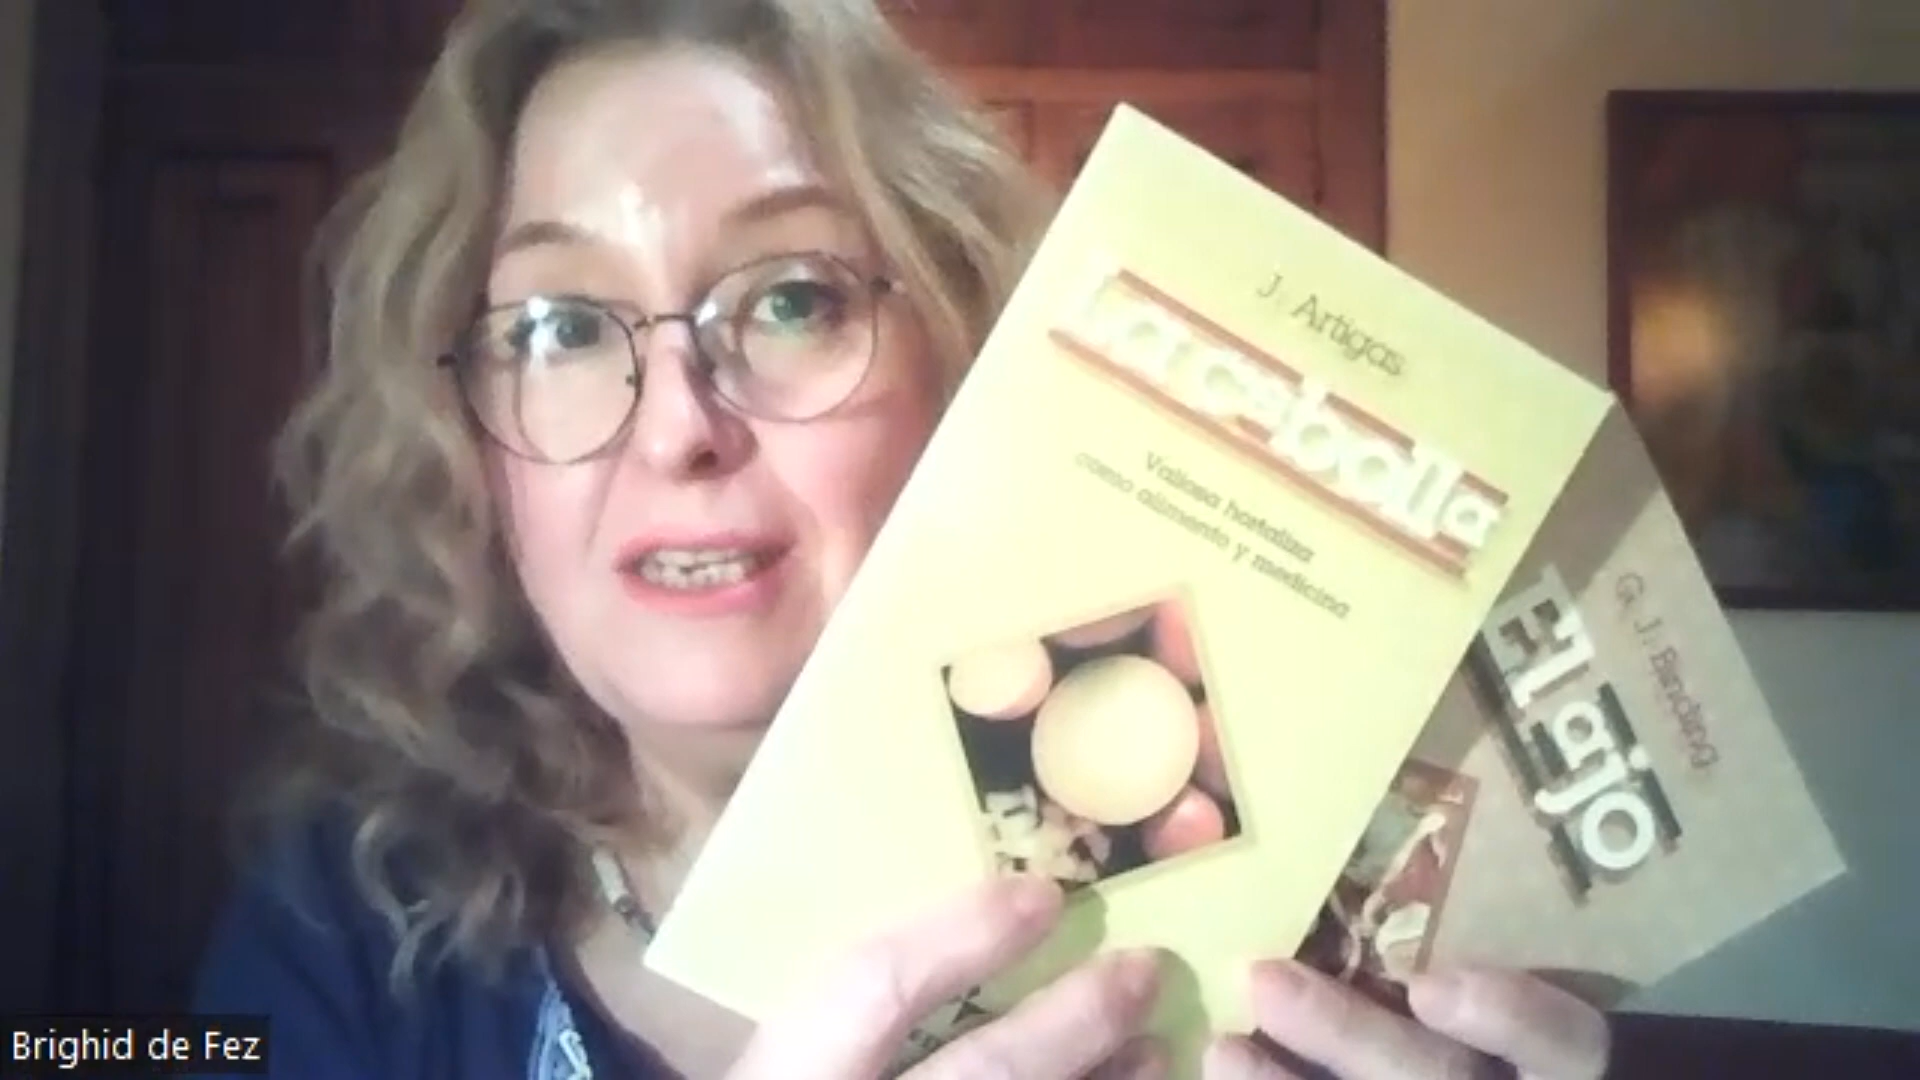 J. Artigas
La cebolla
Valiosa hortaliza
como alimento y medicina
G. J. Binding
El ajo
Brighid de Fez